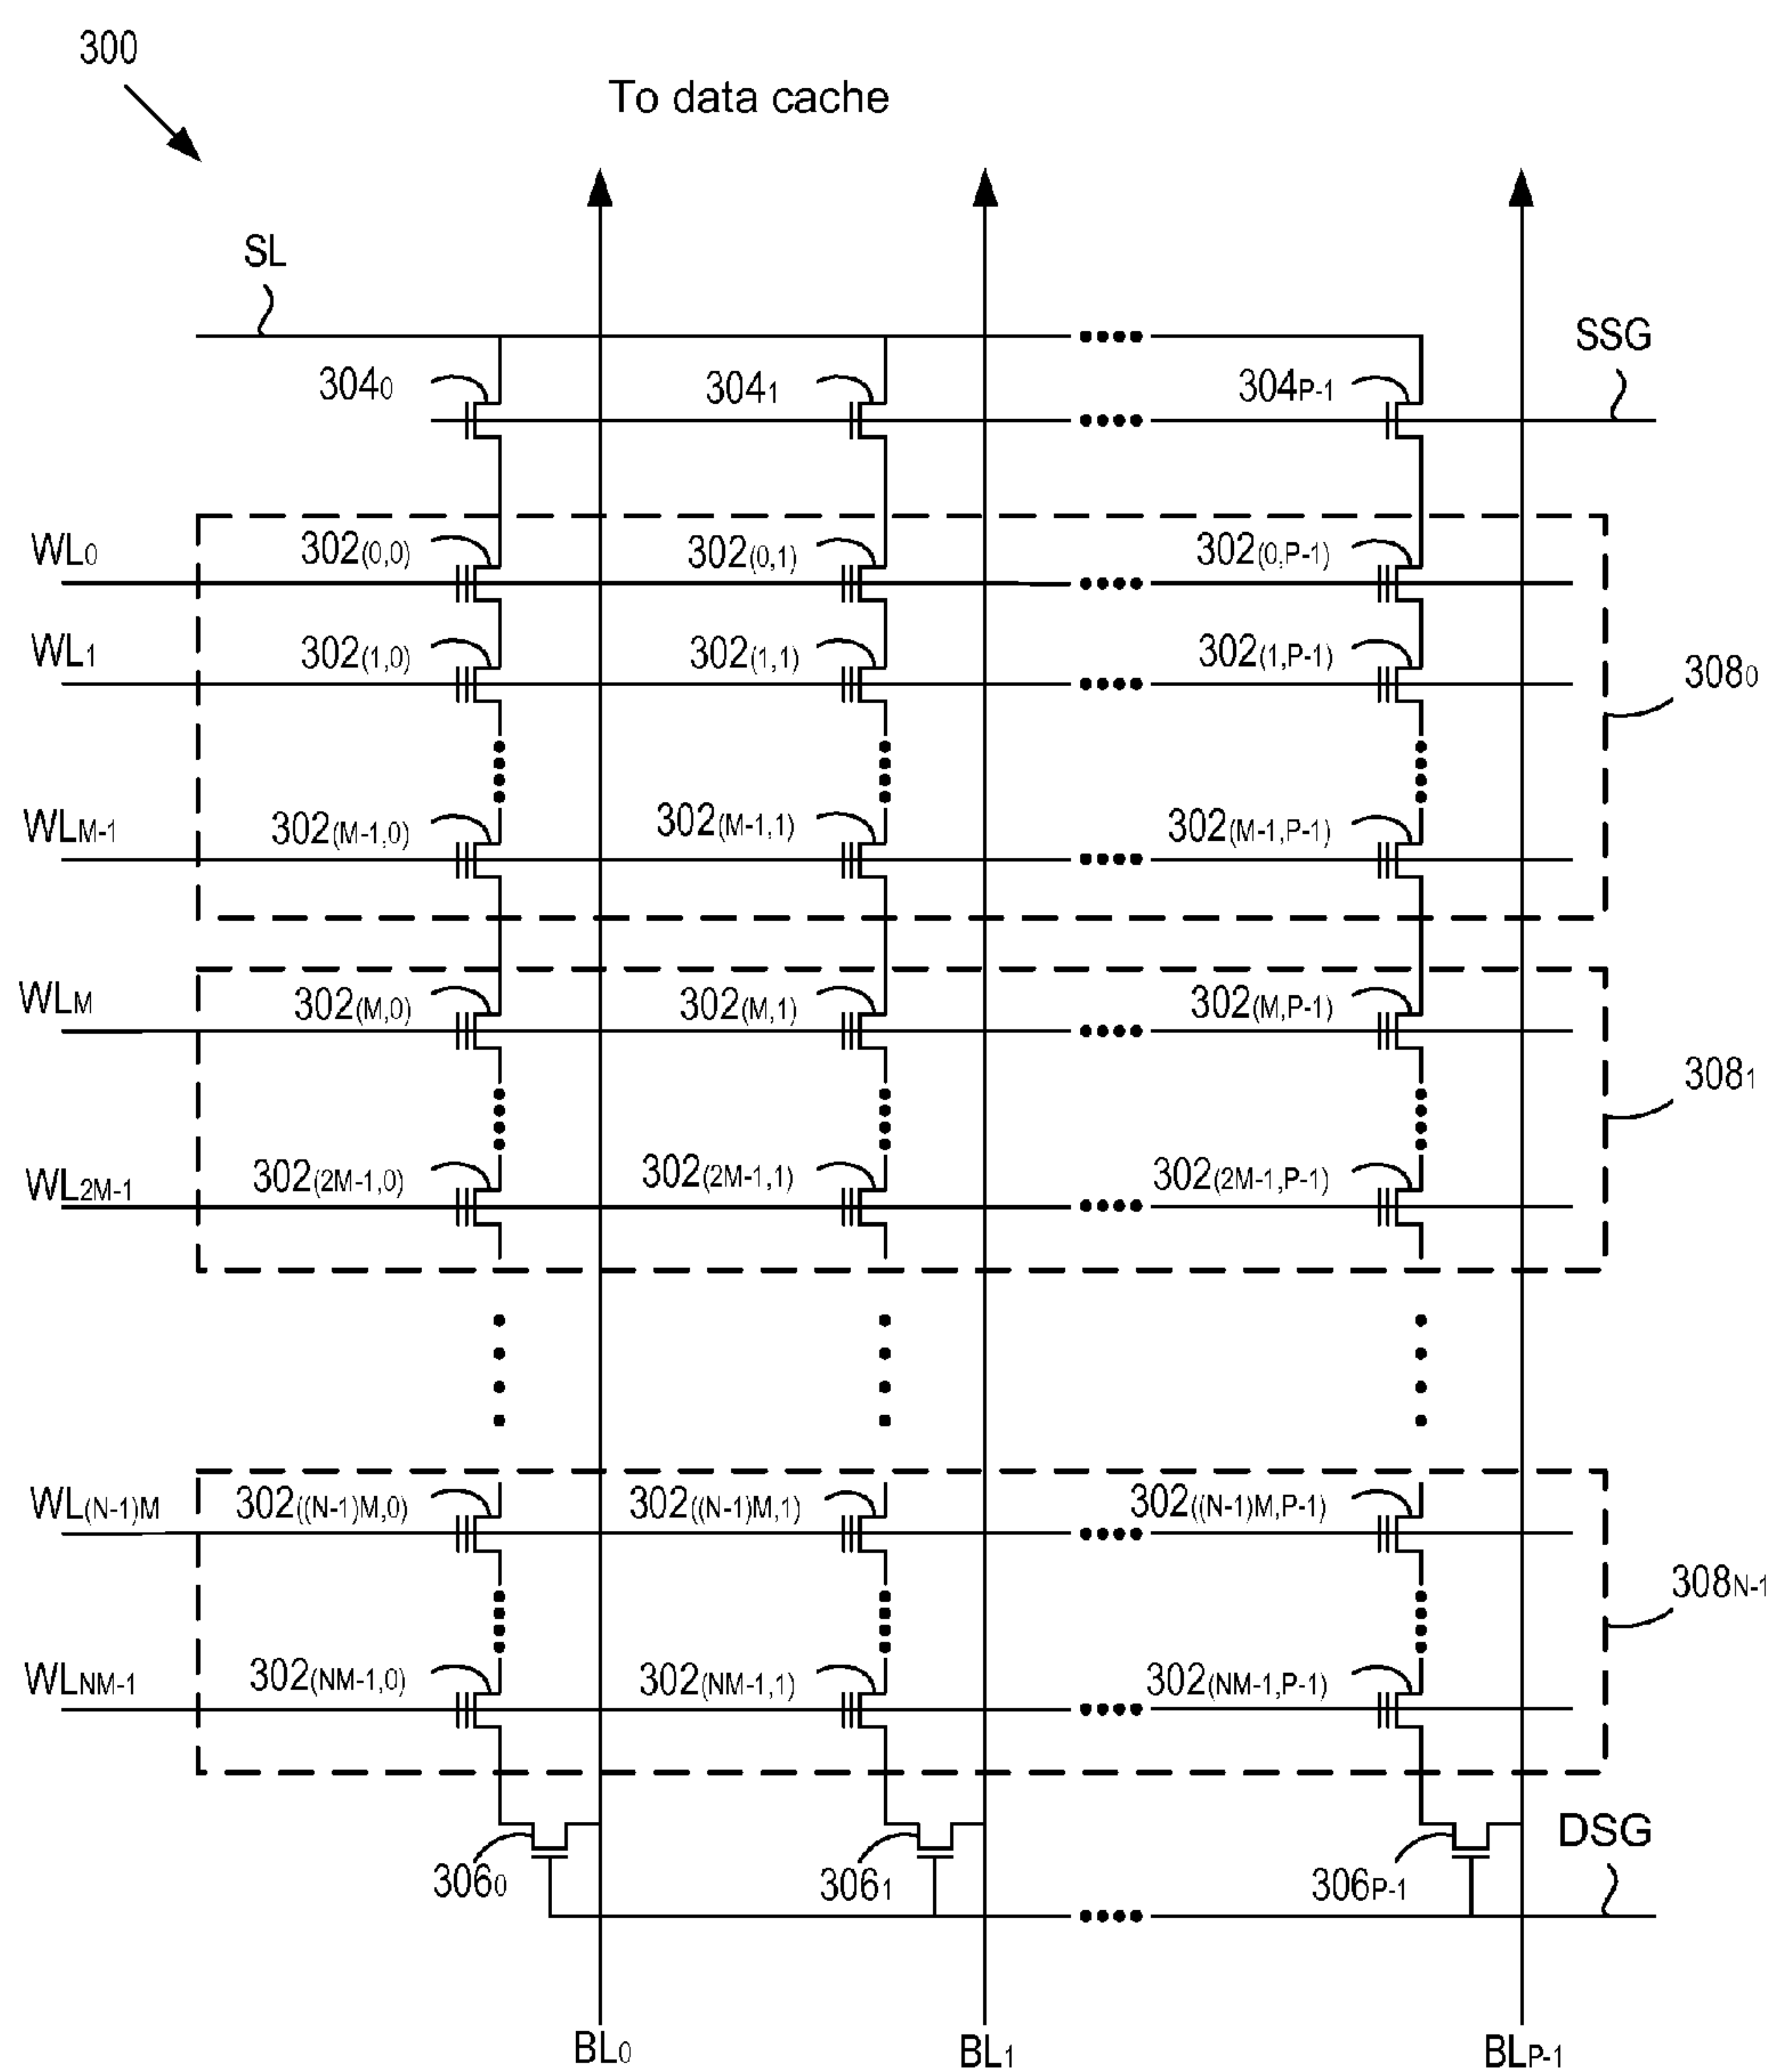 300
To data cache
SL
SSG
304₀ 304₁ 304P-1
WL₀ 302(0,0) 302(0,1) 302(0,P-1)
WL₁ 302(1,0) 302(1,1) 302(1,P-1)
308₀
WLM-1 302(M-1,0) 302(M-1,1) 302(M-1,P-1)
WLM 302(M,0) 302(M,1) 302(M,P-1)
308₁
WL2M-1 302(2M-1,0) 302(2M-1,1) 302(2M-1,P-1)
WL(N-1)M 302((N-1)M,0) 302((N-1)M,1) 302((N-1)M,P-1)
308N-1
WLNM-1 302(NM-1,0) 302(NM-1,1) 302(NM-1,P-1)
DSG
306₀ 306₁ 306P-1
BL₀ BL₁ BLP-1